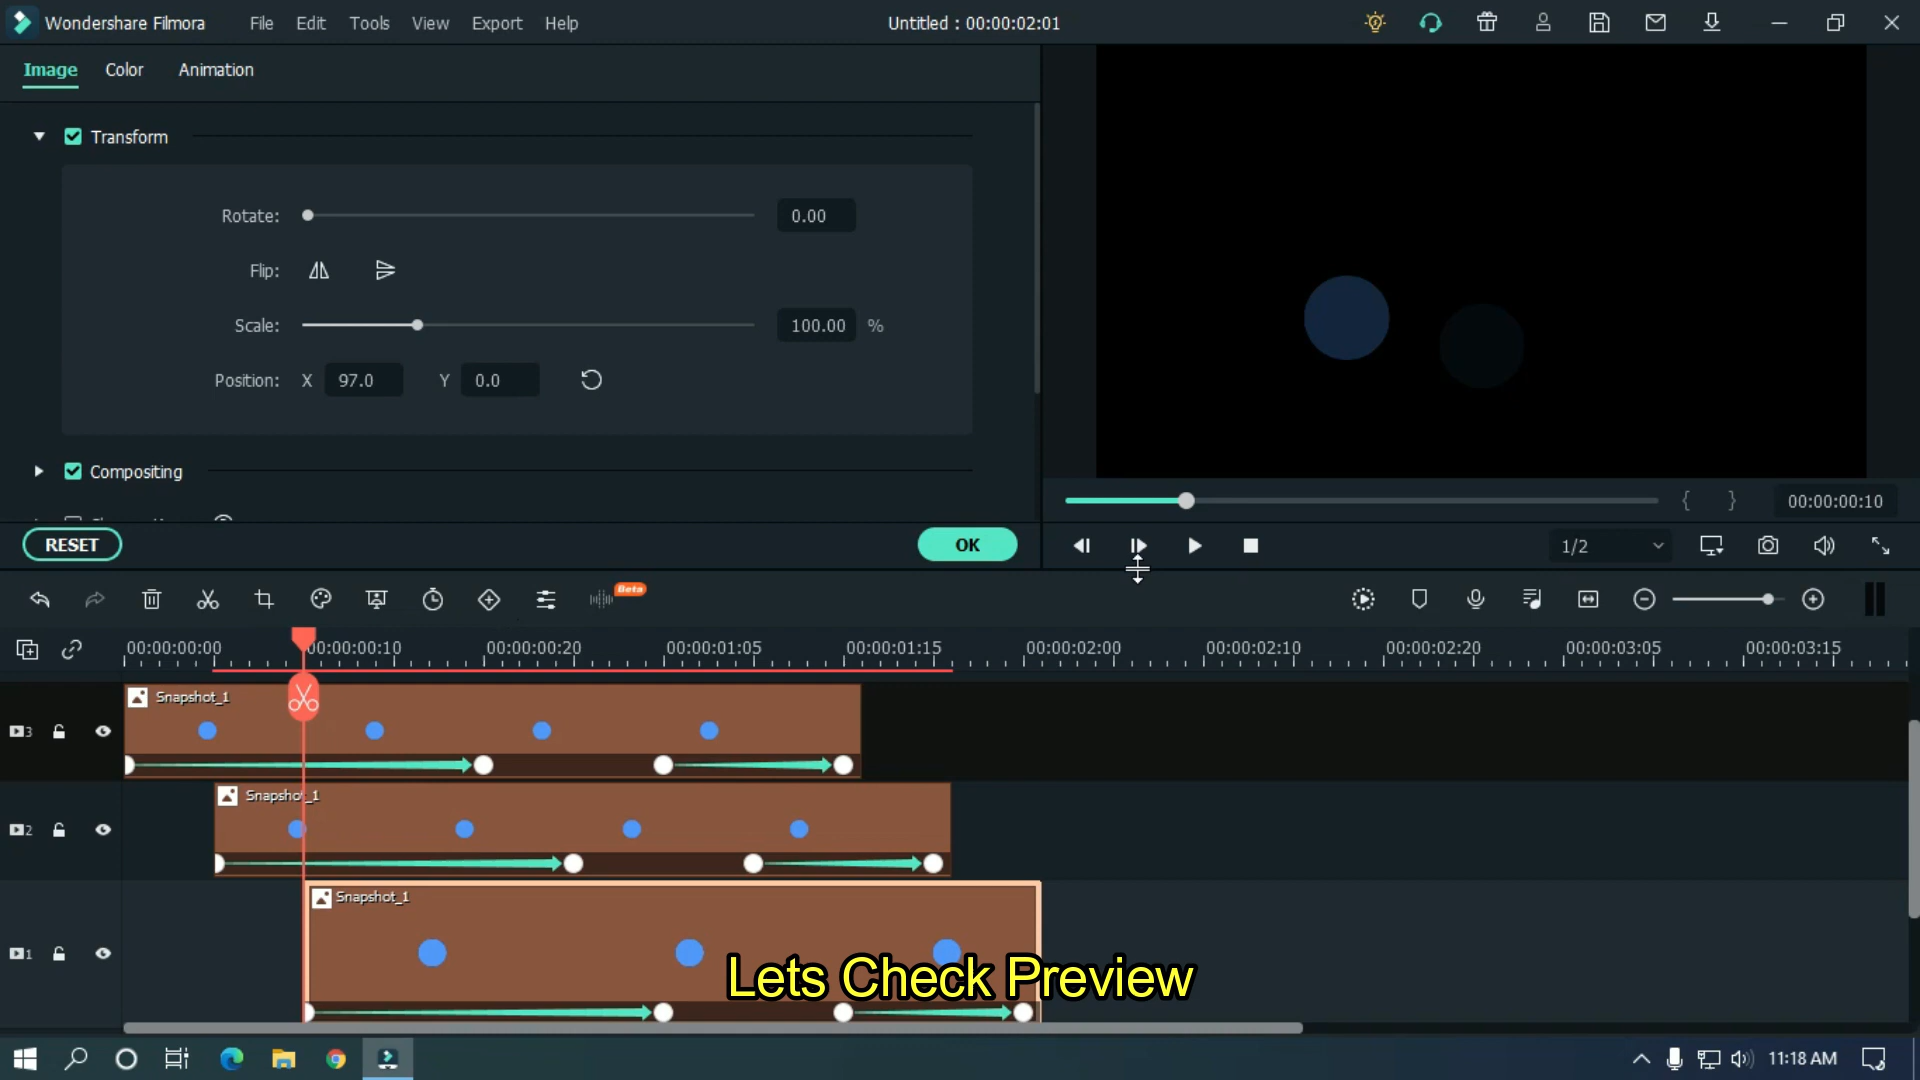 Wondershare Filmora
File Edit Tools View Export Help
Untitled : 00:00:02:01
Image Color Animation
Transform
Rotate: 0.00
Flip:
Scale: 100.00 %
Position: X 97.0 Y 0.0
Compositing
00:00:00:10
RESET OK
1/2
Beta
00:00:00:00 00:00:00:10 00:00:00:20 00:00:01:05 00:00:01:15 00:00:02:00 00:00:02:10 00:00:02:20 00:00:03:05 00:00:03:15
Snapshot_1
3
Snapshot_1
2
Snapshot_1
1
Lets Check Preview
11:18 AM